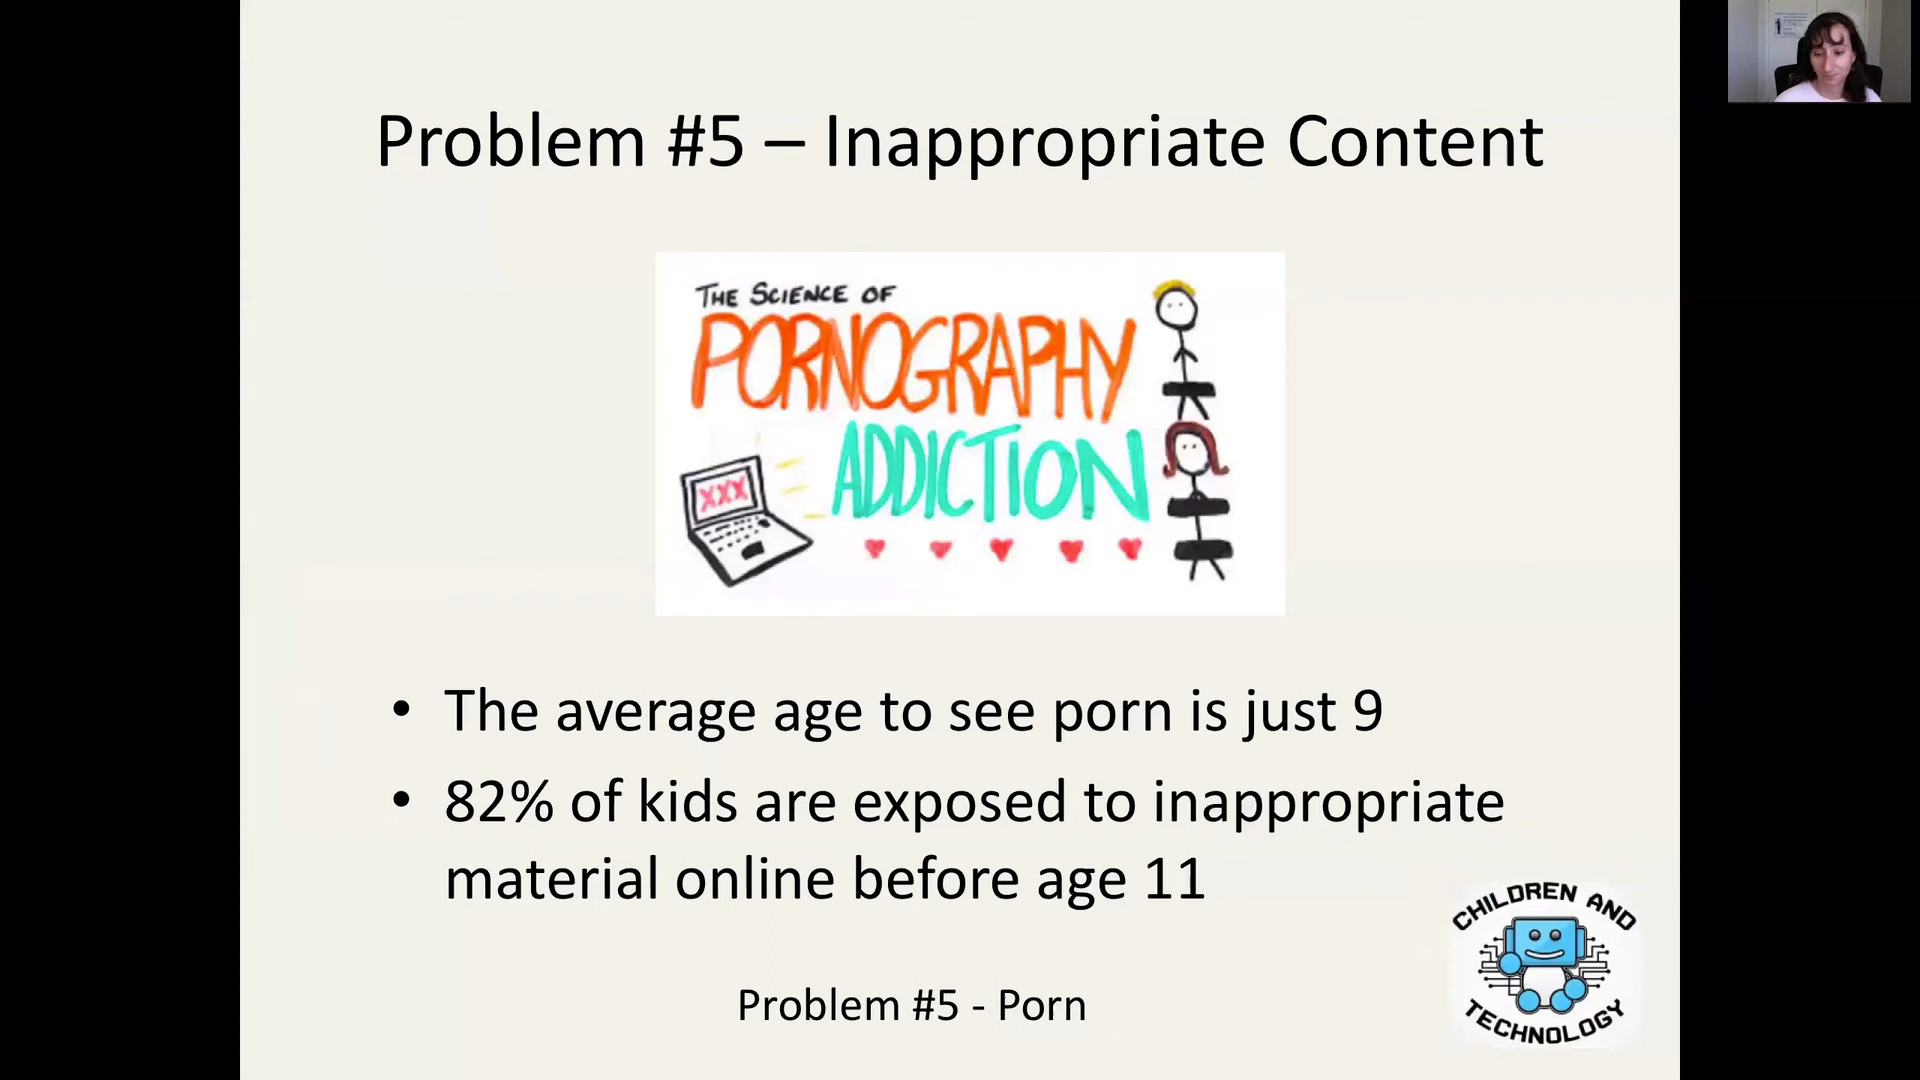 Problem #5 – Inappropriate Content
THE SCIENCE OF
PORNOGRAPHY
ADDICTION
XXX
• The average age to see porn is just 9
• 82% of kids are exposed to inappropriate
material online before age 11
Problem #5 - Porn
CHILDREN AND
TECHNOLOGY